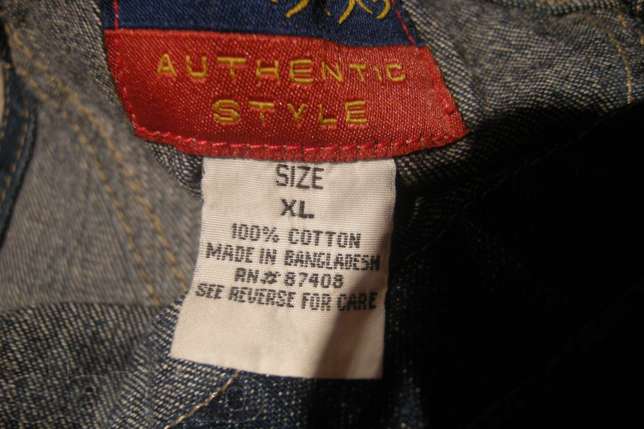 AUTHENTIC
STYLE
SIZE
XL
100% COTTON
MADE IN BANGLADESH
RN# 87408
SEE REVERSE FOR CARE